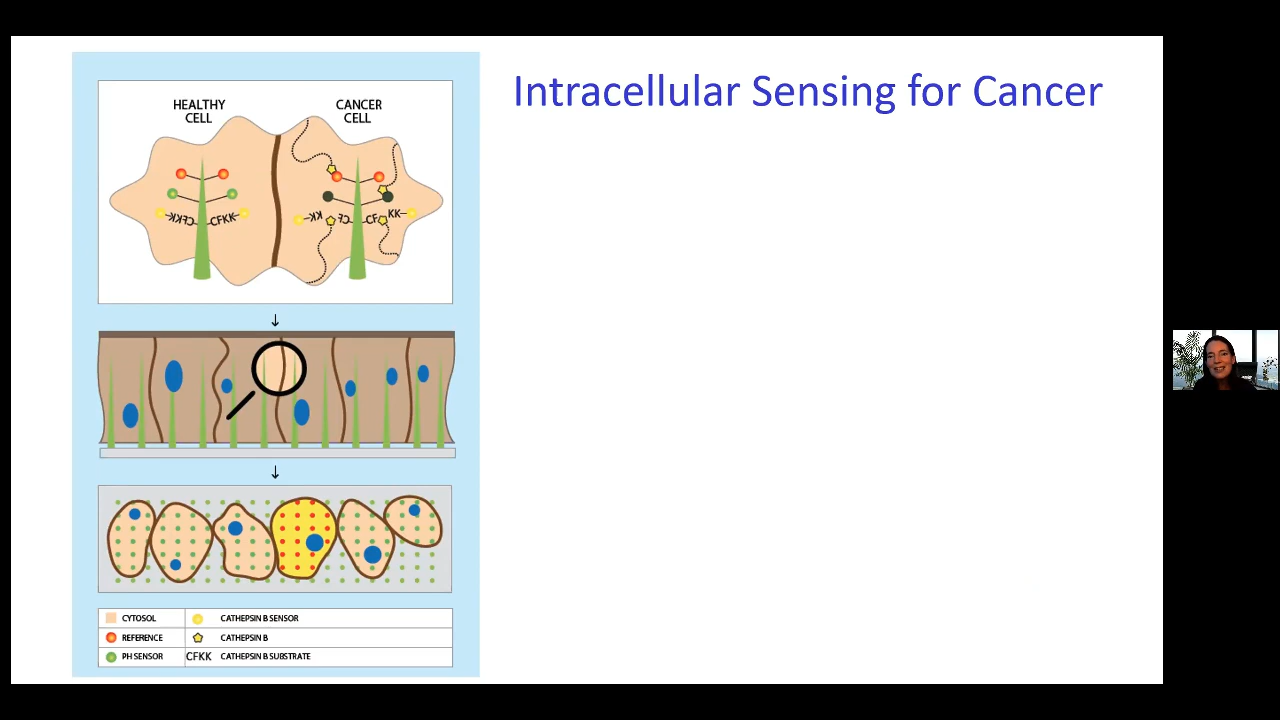 Intracellular Sensing for Cancer
HEALTHY
CELL
CANCER
CELL
CFKK
CFKK
KK
CF
CF
KK
CYTOSOL
CATHEPSIN B SENSOR
REFERENCE
CATHEPSIN B
PH SENSOR
CFKK
CATHEPSIN B SUBSTRATE